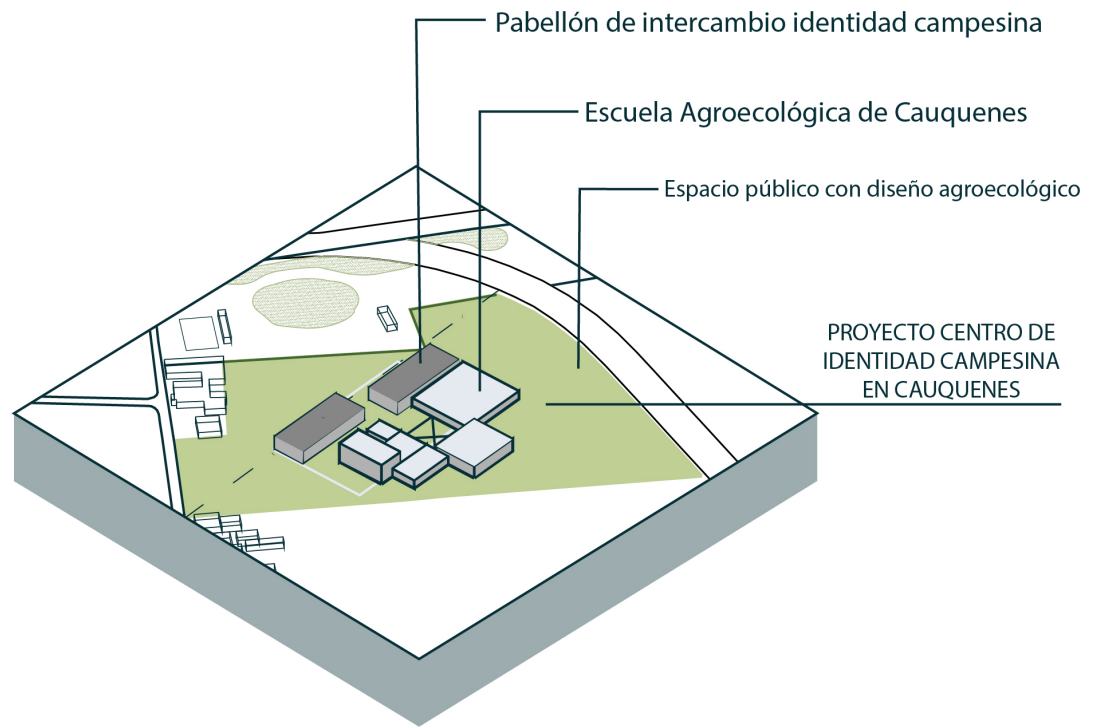 Pabellón de intercambio identidad campesina
Escuela Agroecológica de Cauquenes
Espacio público con diseño agroecológico
PROYECTO CENTRO DE
IDENTIDAD CAMPESINA
EN CAUQUENES